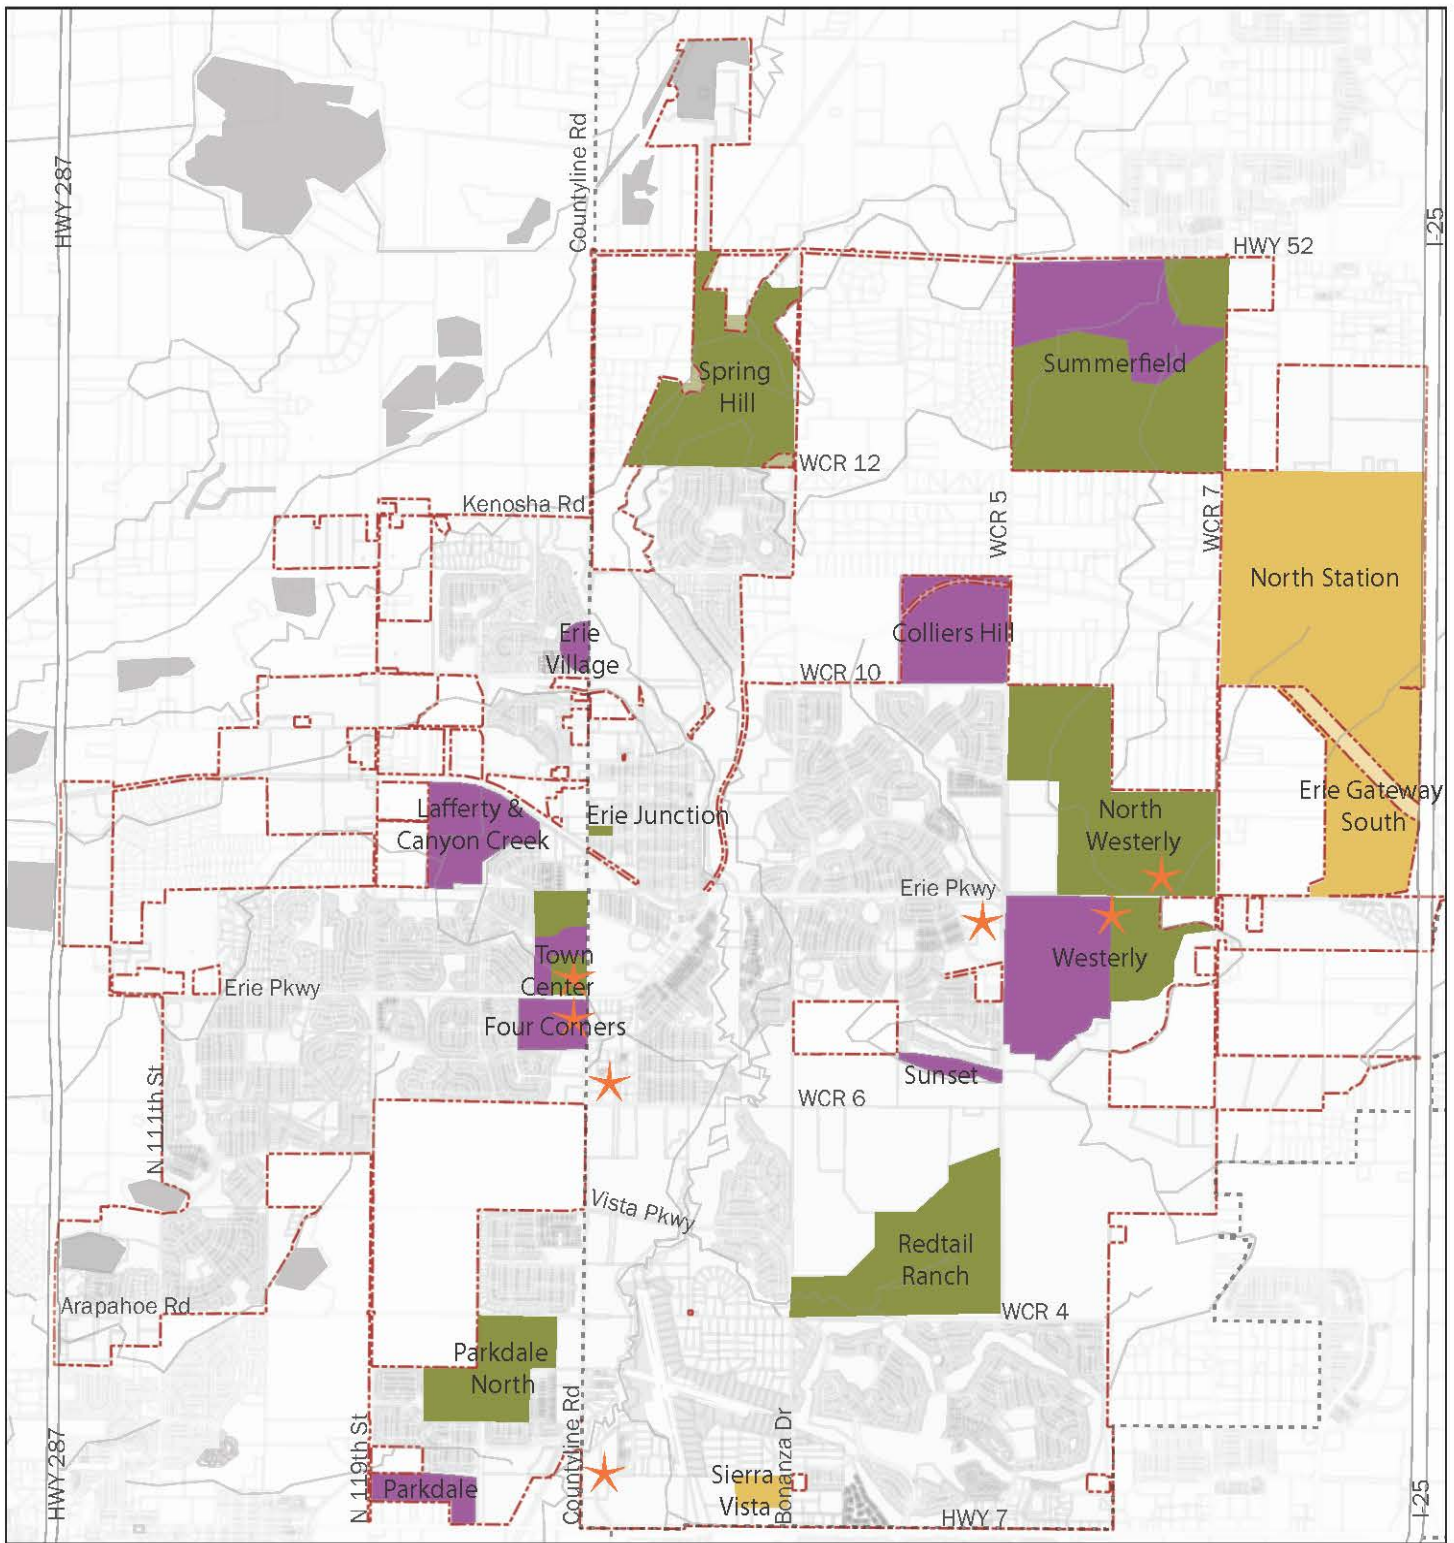 HWY 287
Countyline Rd
I-25
HWY 52
Spring
Hill
Summerfield
WCR 12
Kenosha Rd
WCR 5
WCR 7
North Station
Erie
Village
Colliers Hill
WCR 10
Lafferty &
Canyon Creek
Erie Junction
North
Westerly
Erie Gateway
South
Erie Pkwy
Town
Center
Westerly
Erie Pkwy
Four Corners
Sunset
WCR 6
N 111th St
Vista Pkwy
Redtail
Ranch
Arapahoe Rd
WCR 4
Parkdale
North
HWY 287
N 119th St
Countyline Rd
Bonanza Dr
I-25
Parkdale
Sierra
Vista
HWY 7